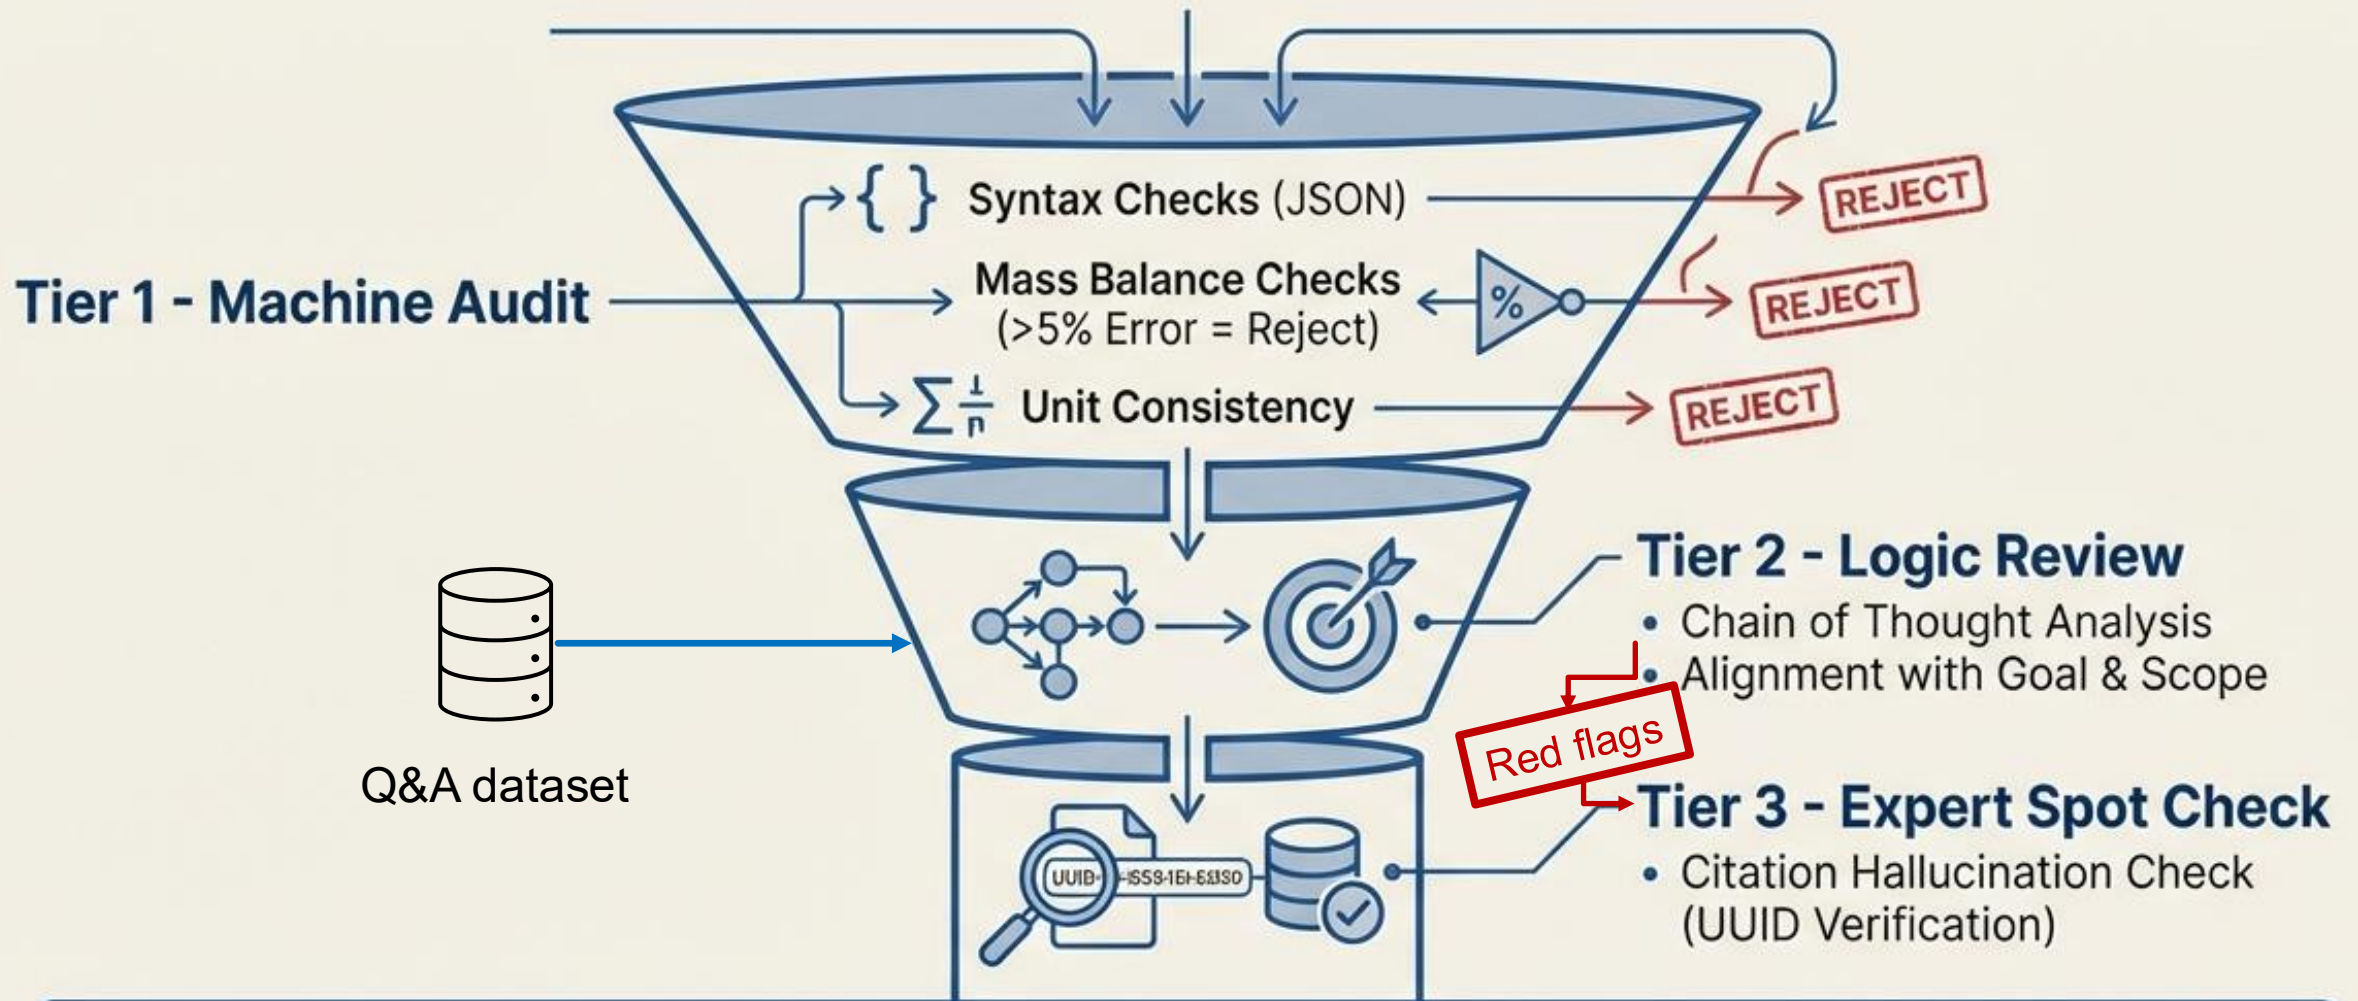 { } Syntax Checks (JSON)
REJECT
Tier 1 - Machine Audit
Mass Balance Checks
(>5% Error = Reject)
%
REJECT
Unit Consistency
REJECT
Tier 2 - Logic Review
• Chain of Thought Analysis
• Alignment with Goal & Scope
Red flags
Q&A dataset
Tier 3 - Expert Spot Check
UUID
• Citation Hallucination Check
(UUID Verification)